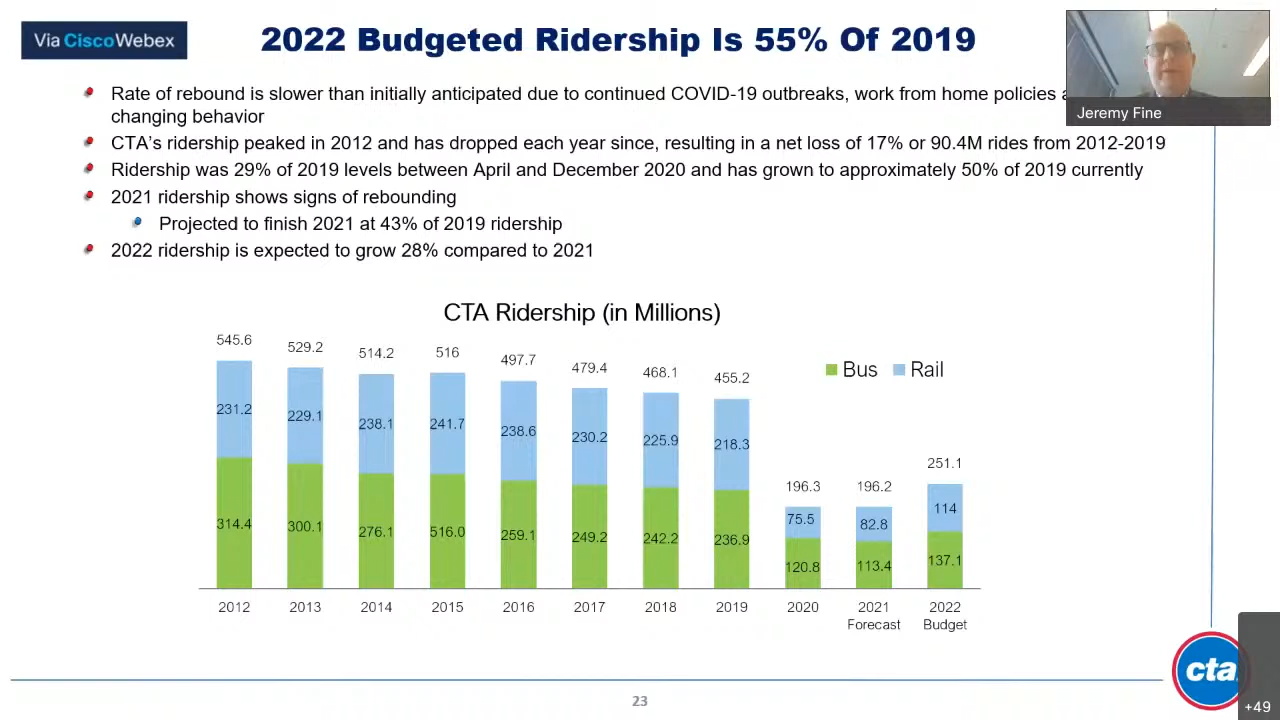 Via CiscoWebex
2022 Budgeted Ridership Is 55% Of 2019
Jeremy Fine
Rate of rebound is slower than initially anticipated due to continued COVID-19 outbreaks, work from home policies
changing behavior
CTA's ridership peaked in 2012 and has dropped each year since, resulting in a net loss of 17% or 90.4M rides from 2012-2019
Ridership was 29% of 2019 levels between April and December 2020 and has grown to approximately 50% of 2019 currently
2021 ridership shows signs of rebounding
Projected to finish 2021 at 43% of 2019 ridership
2022 ridership is expected to grow 28% compared to 2021
CTA Ridership (in Millions)
545.6 529.2 514.2 516 497.7 479.4 468.1 455.2 196.3 196.2 251.1
Bus Rail
231.2 229.1 238.1 241.7 238.6 230.2 225.9 218.3 75.5 82.8 114
314.4 300.1 276.1 516.0 259.1 249.2 242.2 236.9 120.8 113.4 137.1
2012 2013 2014 2015 2016 2017 2018 2019 2020 2021 2022
Forecast Budget
cta
23
+49